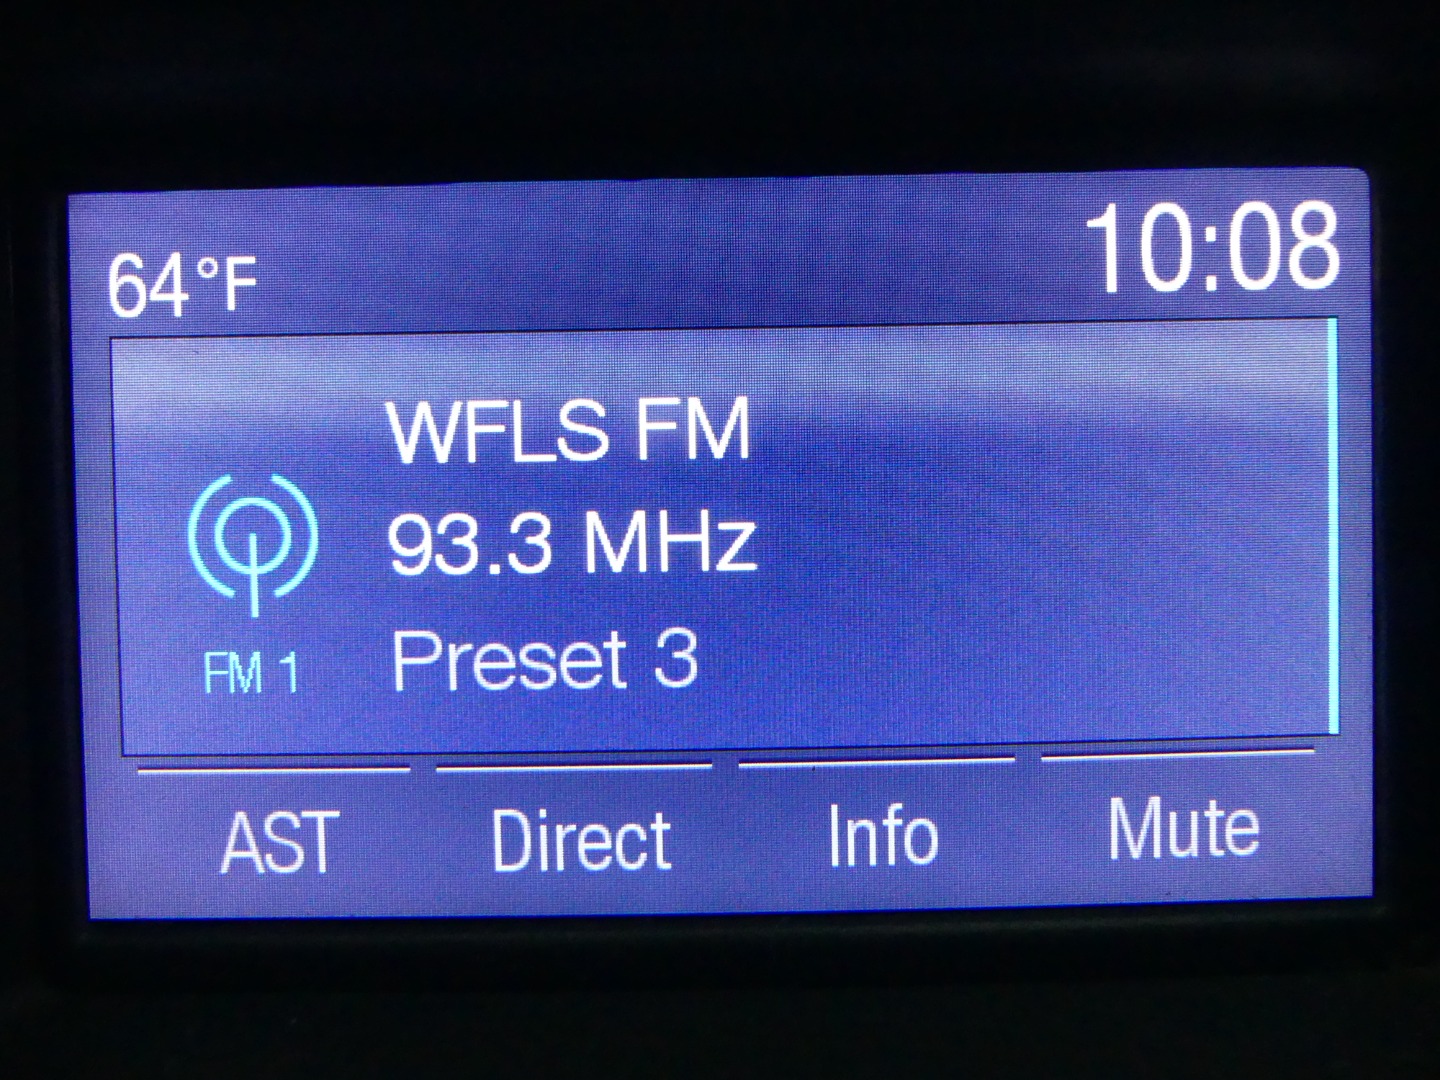 64°F
10:08
WFLS FM
93.3 MHz
Preset 3
FM 1
AST
Direct
Info
Mute